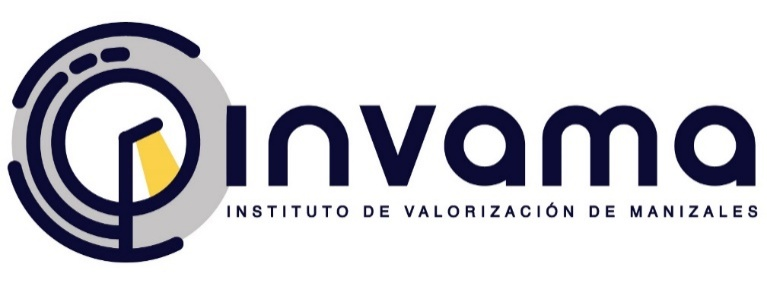 invama
INSTITUTO DE VALORIZACIÓN DE MANIZALES